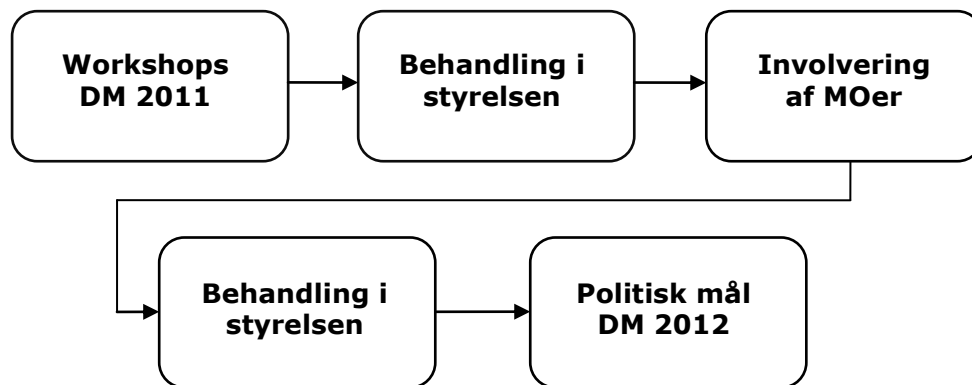 Workshops
DM 2011
Behandling i
styrelsen
Involvering
af MOer
Behandling i
styrelsen
Politisk mål
DM 2012